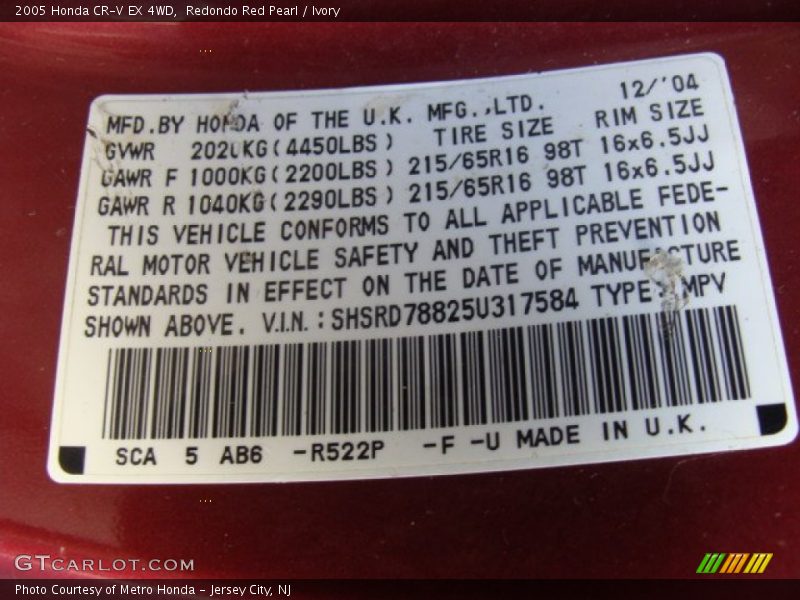 2005 Honda CR-V EX 4WD, Redondo Red Pearl / Ivory
12/'04
MFD.BY HONDA OF THE U.K. MFG.,LTD.
GVWR 2020KG(4450LBS) TIRE SIZE RIM SIZE
GAWR F 1000KG(2200LBS) 215/65R16 98T 16x6.5JJ
GAWR R 1040KG(2290LBS) 215/65R16 98T 16x6.5JJ
THIS VEHICLE CONFORMS TO ALL APPLICABLE FEDE-
RAL MOTOR VEHICLE SAFETY AND THEFT PREVENTION
STANDARDS IN EFFECT ON THE DATE OF MANUFACTURE
SHOWN ABOVE. V.I.N.:SHSRD78825U317584 TYPE:MPV
SCA 5 AB6 -R522P -F -U MADE IN U.K.
GTCARLOT.COM
Photo Courtesy of Metro Honda - Jersey City, NJ